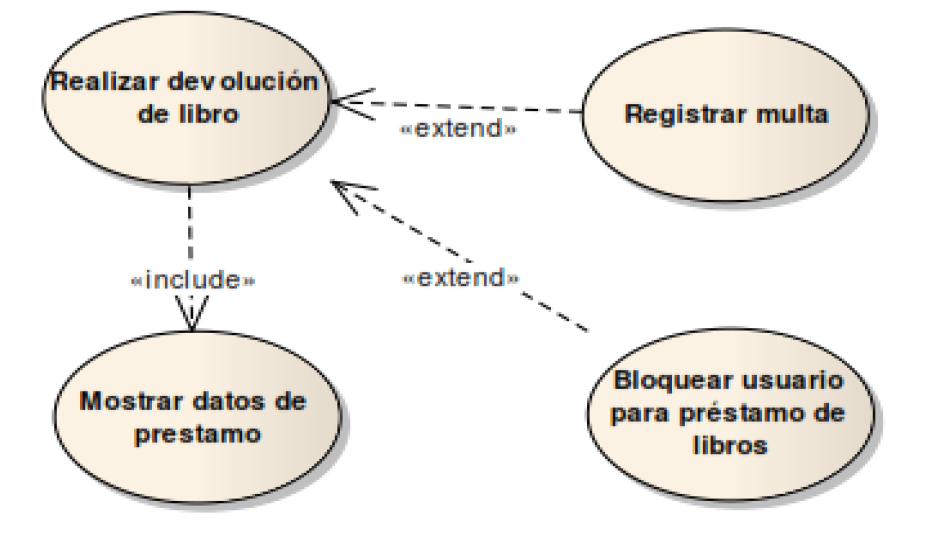 Realizar devolución
de libro
«extend»
Registrar multa
«include»
«extend»
Mostrar datos de
prestamo
Bloquear usuario
para préstamo de
libros